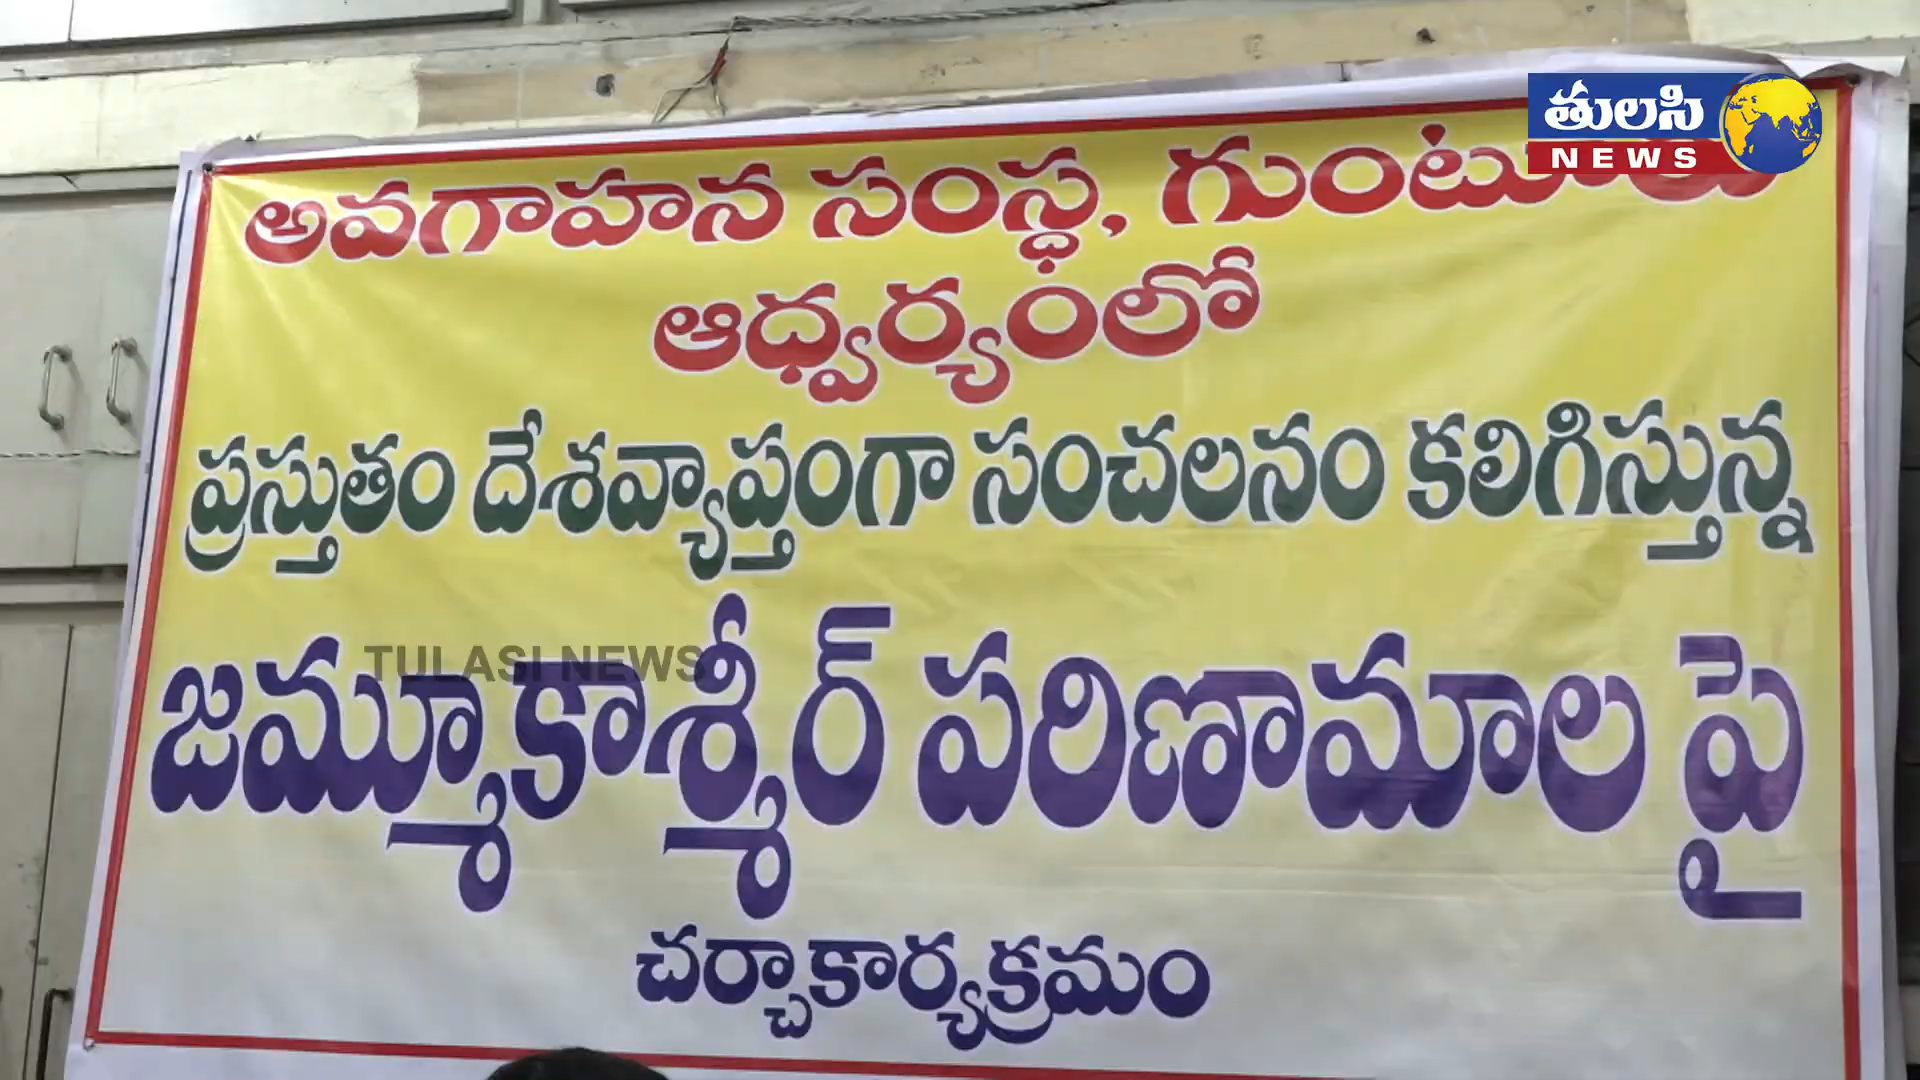 తులసి
NEWS
అవగాహన సంస్థ, గుంటూరు
ఆధ్వర్యంలో
ప్రస్తుతం దేశవ్యాప్తంగా సంచలనం కలిగిస్తున్న
TULASI NEWS
జమ్మూకాశ్మీర్ పరిణామాల పై
చర్చాకార్యక్రమం